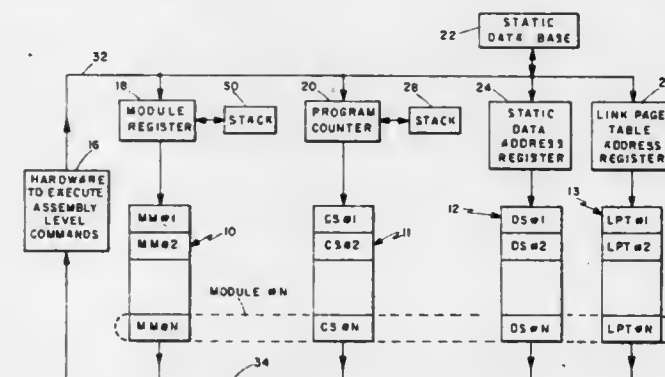 STATIC
DATA BASE
22
32
18
MODULE
REGISTER
50
STACK
20
PROGRAM
COUNTER
28
STACK
24
STATIC
DATA
ADDRESS
REGISTER
2
LINK PAGE
TABLE
ADDRESS
REGISTER
16
HARDWARE
TO EXECUTE
ASSEMBLY
LEVEL
COMMANDS
MM#1
MM#2
10
CS#1
CS#2
11
12
DS#1
DS#2
13
LPT#1
LPT#2
MODULE #N
MM#N
CS#N
DS#N
LPT#N
34